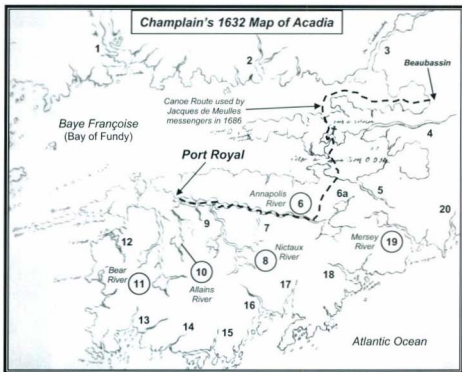 Champlain's 1632 Map of Acadia
1
2
3
Beaubassin
Canoe Route used by
Jacques de Meulles
messengers in 1686
Baye Françoise
(Bay of Fundy)
4
Port Royal
Annapolis
River
6
6a
5
20
9
7
12
Nictaux
River
8
Mersey
River
19
Bear
River
11
10
Allains
River
18
17
16
13
14
15
Atlantic Ocean